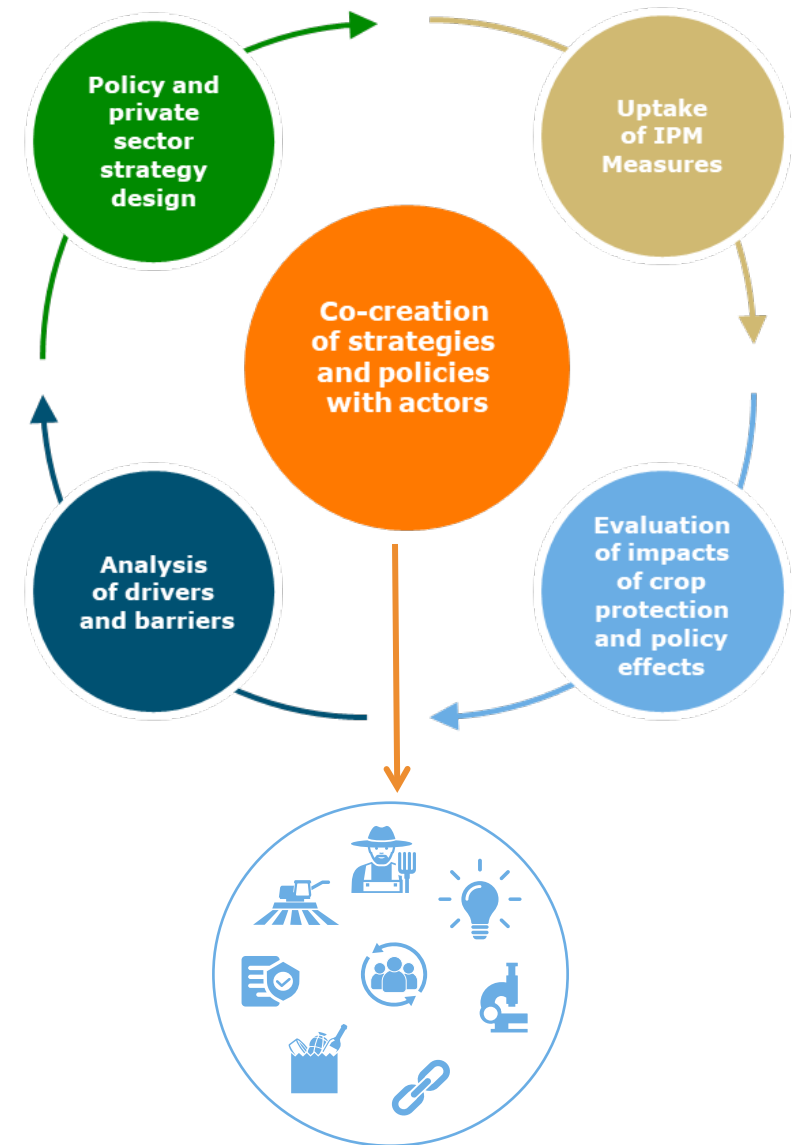 Policy and
private
sector
strategy
design
Uptake
of IPM
Measures
Co-creation
of strategies
and policies
with actors
Analysis
of drivers
and barriers
Evaluation
of impacts
of crop
protection
and policy
effects